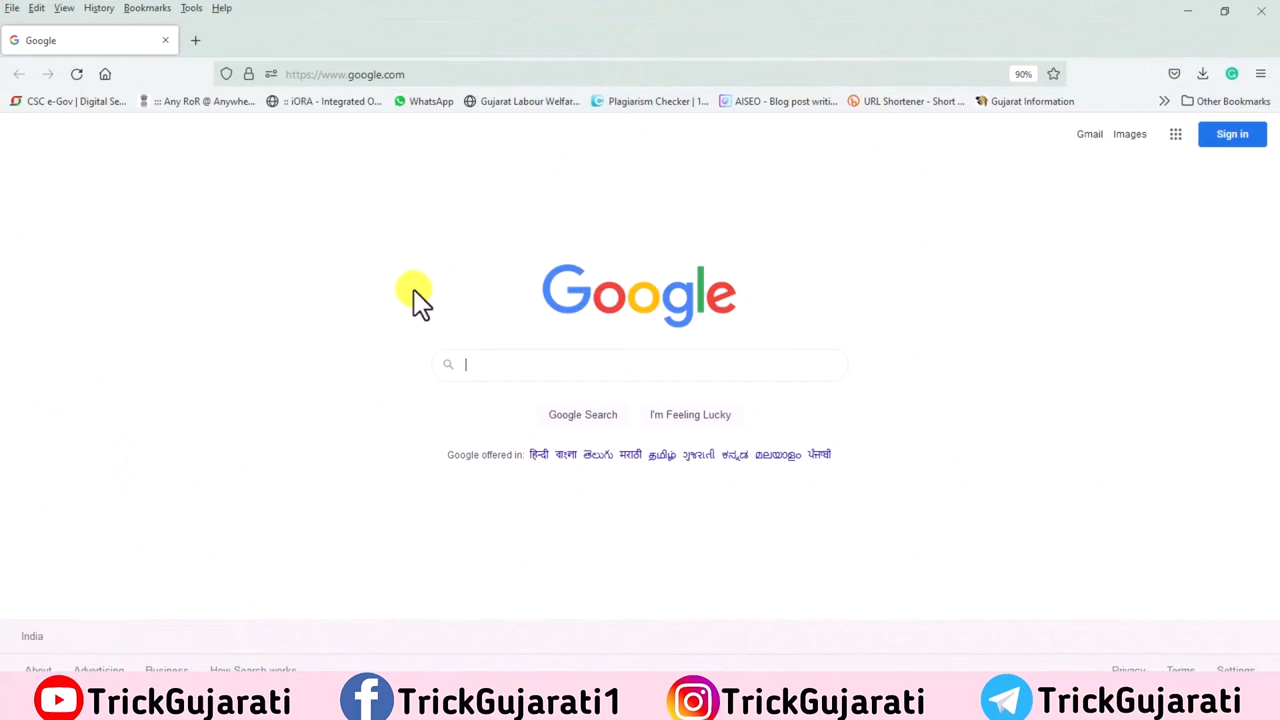 File Edit View History Bookmarks Tools Help
Google
https://www.google.com 90%
CSC e-Gov | Digital Se... ::: Any RoR @ Anywhe... :: iORA - Integrated O... WhatsApp Gujarat Labour Welfar... Plagiarism Checker | 1... AISEO - Blog post writi... URL Shortener - Short ... Gujarat Information Other Bookmarks
Gmail Images Sign in
Google
Google Search I'm Feeling Lucky
Google offered in: हिन्दी বাংলা తెలుగు मराठी தமிழ் ગુજરાતી ಕನ್ನಡ മലയാളം ਪੰਜਾਬੀ
India
About Advertising Business How Search works Privacy Terms Settings
TrickGujarati TrickGujarati1 TrickGujarati TrickGujarati